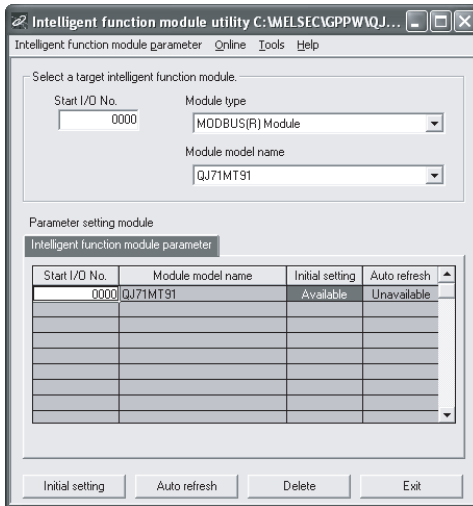 Intelligent function module utility C:\MELSEC\GPPW\QJ...
Intelligent function module parameter Online Tools Help
Select a target intelligent function module.
Start I/O No. Module type
0000 MODBUS(R) Module
Module model name
QJ71MT91
Parameter setting module
Intelligent function module parameter
Start I/O No. Module model name Initial setting Auto refresh
0000 QJ71MT91 Available Unavailable
Initial setting Auto refresh Delete Exit